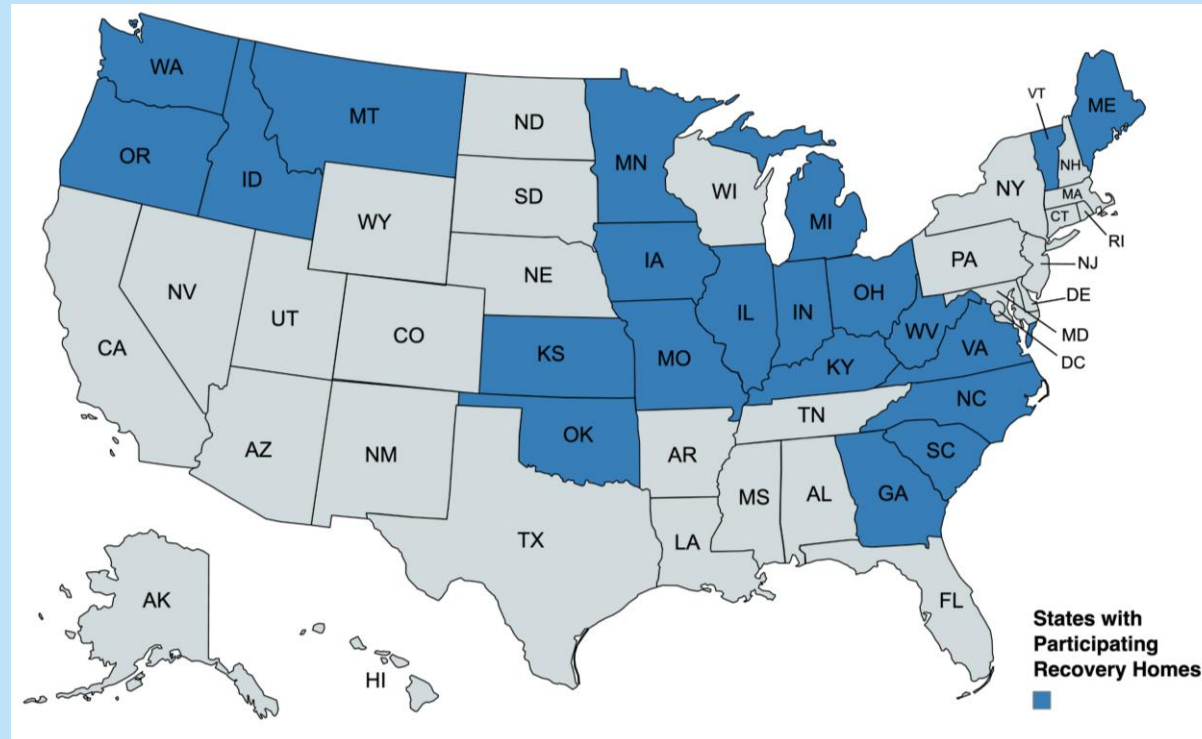 WA
MT
ND
MN
VT
ME
OR
ID
SD
WI
NH
NY
MA
WY
MI
CT
RI
IA
PA
NJ
NE
OH
DE
NV
IL
IN
UT
WV
MD
CO
VA
CA
KS
MO
KY
DC
NC
TN
OK
AZ
NM
AR
SC
MS
AL
GA
TX
LA
AK
FL
HI
States with
Participating
Recovery Homes